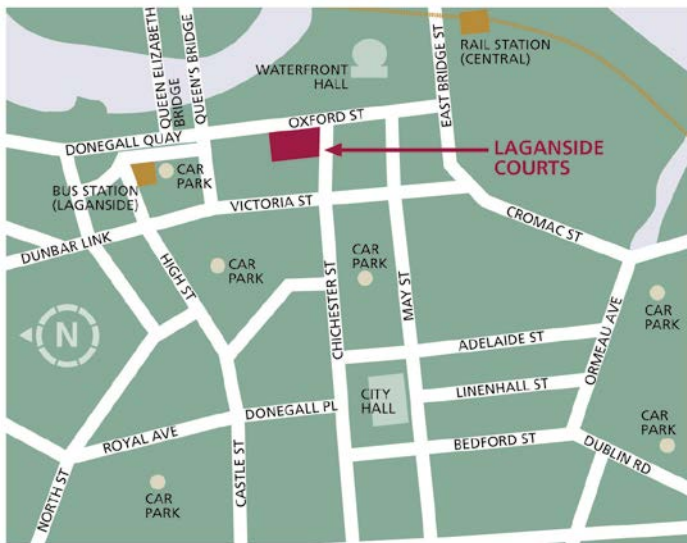 QUEEN ELIZABETH
BRIDGE
QUEEN'S BRIDGE
EAST BRIDGE ST
RAIL STATION
(CENTRAL)
WATERFRONT
HALL
OXFORD ST
DONEGALL QUAY
LAGANSIDE
COURTS
CAR
PARK
BUS STATION
(LAGANSIDE)
VICTORIA ST
CROMAC ST
DUNBAR LINK
HIGH ST
CAR
PARK
CHICHESTER ST
CAR
PARK
MAY ST
ORMEAU AVE
CAR
PARK
N
ADELAIDE ST
CITY
HALL
LINENHALL ST
DONEGALL PL
ROYAL AVE
BEDFORD ST
CAR
PARK
DUBLIN RD
NORTH ST
CAR
PARK
CASTLE ST